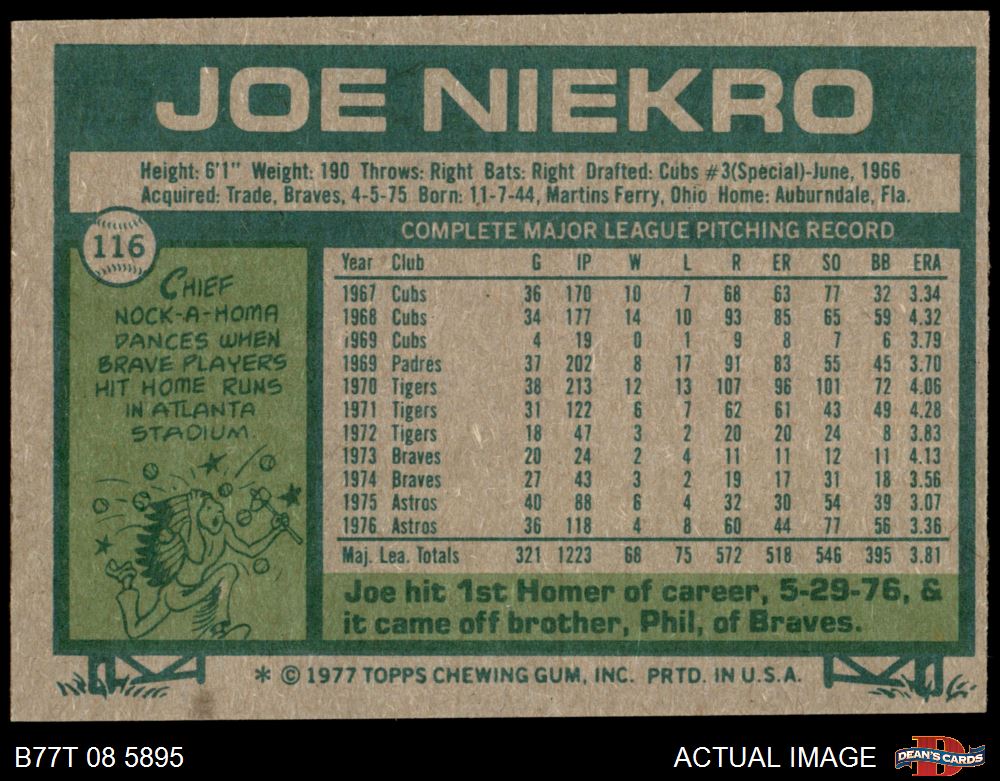 JOE NIEKRO
Height: 6'1" Weight: 190 Throws: Right Bats: Right Drafted: Cubs #3(Special)-June, 1966
Acquired: Trade, Braves, 4-5-75 Born: 11-7-44, Martins Ferry, Ohio Home: Auburndale, Fla.
116
CHIEF
NOCK-A-HOMA
DANCES WHEN
BRAVE PLAYERS
HIT HOME RUNS
IN ATLANTA
STADIUM.
COMPLETE MAJOR LEAGUE PITCHING RECORD
Year Club G IP W L R ER SO BB ERA
1967 Cubs 36 170 10 7 68 63 77 32 3.34
1968 Cubs 34 177 14 10 93 85 65 59 4.32
1969 Cubs 4 19 0 1 9 8 7 6 3.79
1969 Padres 37 202 8 17 91 83 55 45 3.70
1970 Tigers 38 213 12 13 107 96 101 72 4.06
1971 Tigers 31 122 6 7 62 61 43 49 4.28
1972 Tigers 18 47 3 2 20 20 24 8 3.83
1973 Braves 20 24 2 4 11 11 12 11 4.13
1974 Braves 27 43 3 2 19 17 31 18 3.56
1975 Astros 40 88 6 4 32 30 54 39 3.07
1976 Astros 36 118 4 8 60 44 77 56 3.36
Maj. Lea. Totals 321 1223 68 75 572 518 546 395 3.81
Joe hit 1st Homer of career, 5-29-76, &
it came off brother, Phil, of Braves.
* © 1977 TOPPS CHEWING GUM, INC. PRTD. IN U.S.A.
B77T 08 5895
ACTUAL IMAGE
D
DEAN'S CARDS